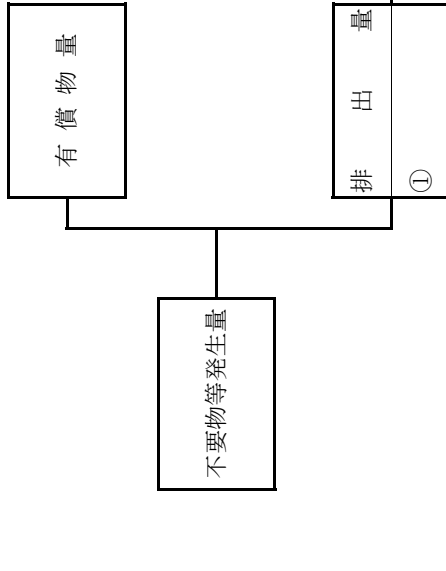 有償物量
排出量
①
不要物等発生量